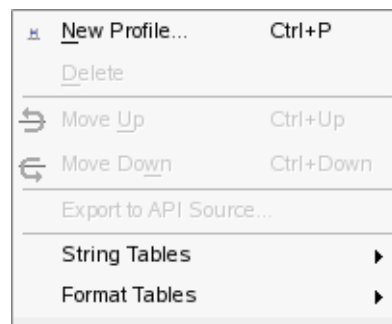 New Profile... Ctrl+P
Delete
Move Up Ctrl+Up
Move Down Ctrl+Down
Export to API Source...
String Tables
Format Tables